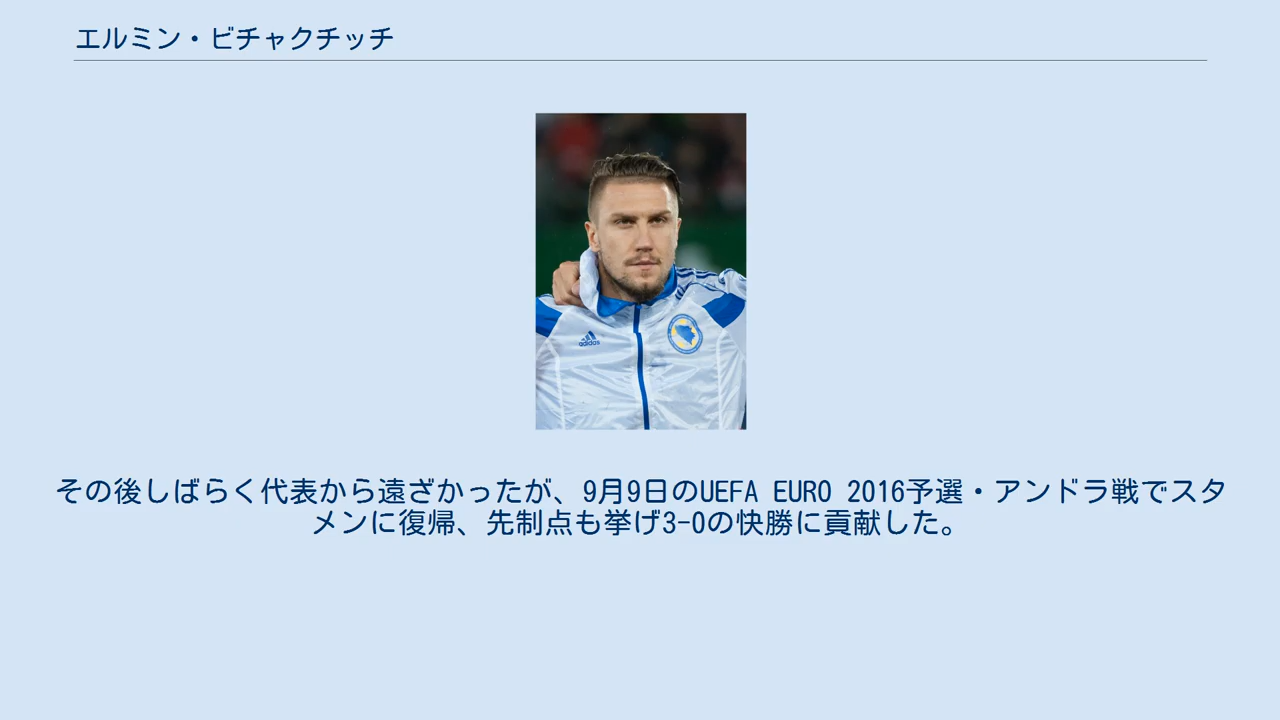 エルミン・ビチャクチッチ
adidas
その後しばらく代表から遠ざかったが、9月9日のUEFA EURO 2016予選・アンドラ戦でスタ
メンに復帰、先制点も挙げ3-0の快勝に貢献した。